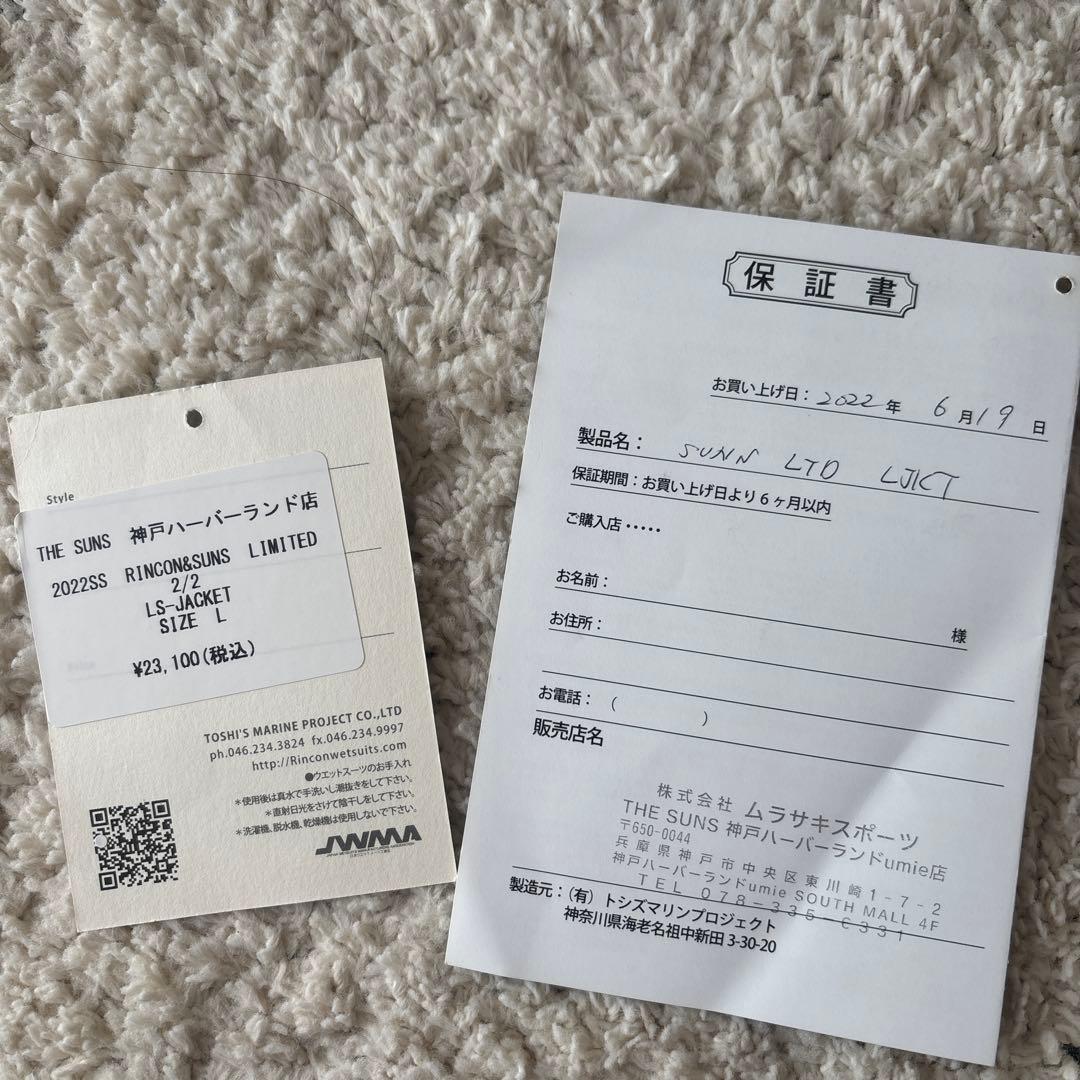 Style
THE SUNS 神戸ハーバーランド店
2022SS RINCON&SUNS LIMITED
2/2
LS-JACKET
SIZE L
¥23,100(税込)
TOSHI'S MARINE PROJECT CO.,LTD
ph.046.234.3824 fx.046.234.9997
http://Rinconwetsuits.com
●ウエットスーツのお手入れ
*使用後は真水で手洗いし潮抜きをして下さい。
*直射日光をさけて陰干しをして下さい。
*洗濯機、脱水機、乾燥機は使用しないで下さい。
JWMA
保証書
お買い上げ日：2022年 6月19日
製品名： SUNN LTD LJKT
保証期間：お買い上げ日より6ヶ月以内
ご購入店・・・・・
お名前：
様
お住所：
お電話： （ ）
販売店名
株式会社 ムラサキスポーツ
THE SUNS 神戸ハーバーランドumie店
〒650-0044
兵庫県神戸市中央区東川崎1-7-2
神戸ハーバーランドumie SOUTH MALL 4F
TEL 078-335-6331
製造元：（有）トシズマリンプロジェクト
神奈川県海老名祖中新田 3-30-20